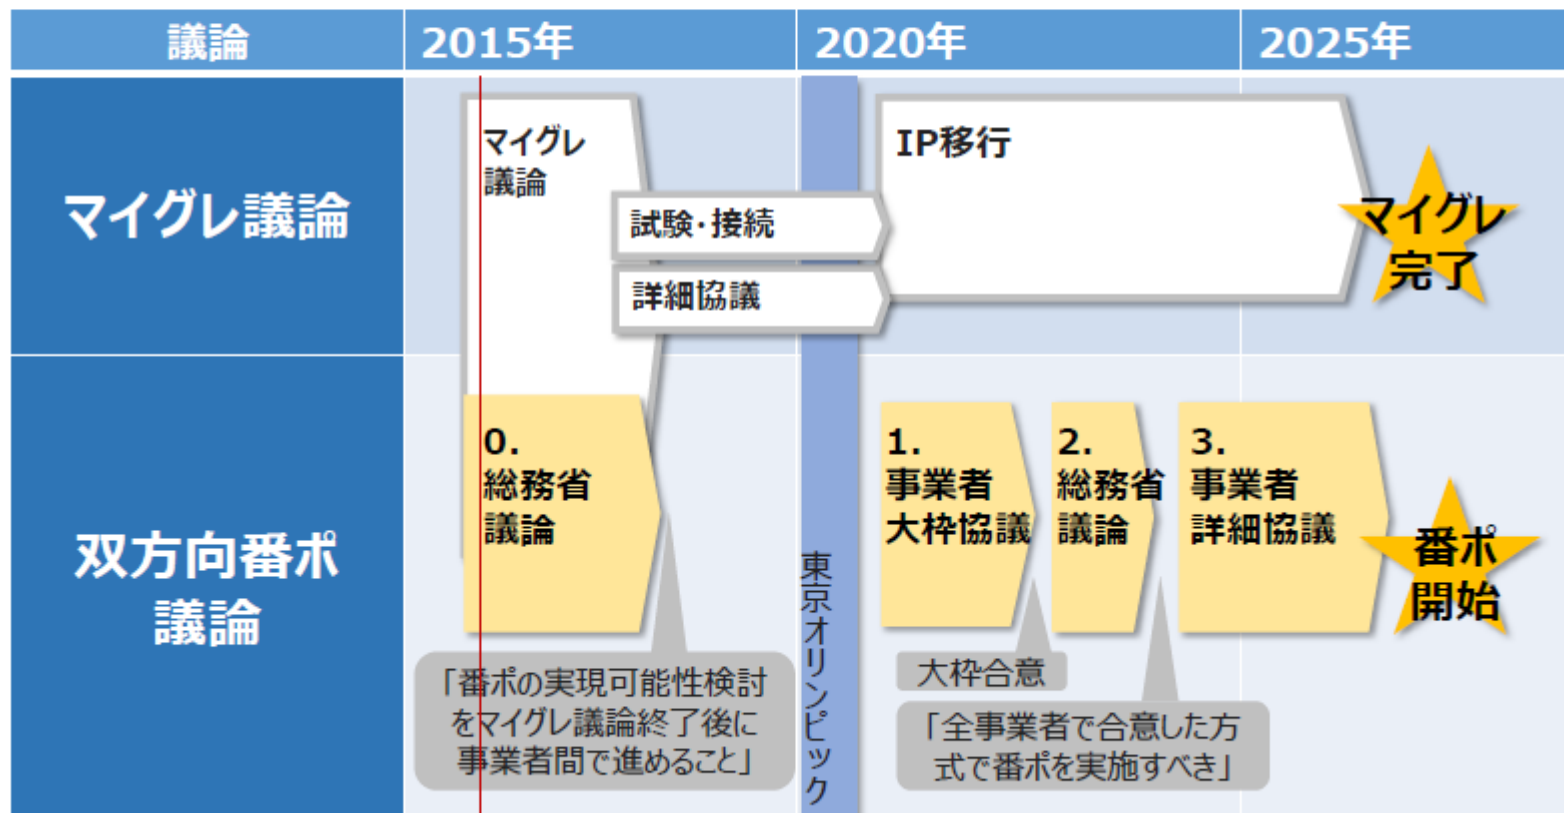 議論
2015年
2020年
2025年
マイグレ議論
マイグレ
議論
試験・接続
詳細協議
IP移行
マイグレ
完了
双方向番ポ
議論
0.
総務省
議論
「番ポの実現可能性検討
をマイグレ議論終了後に
事業者間で進めること」
東京オリンピック
1.
事業者
大枠協議
2.
総務省
議論
3.
事業者
詳細協議
番ポ
開始
大枠合意
「全事業者で合意した方
式で番ポを実施すべき」